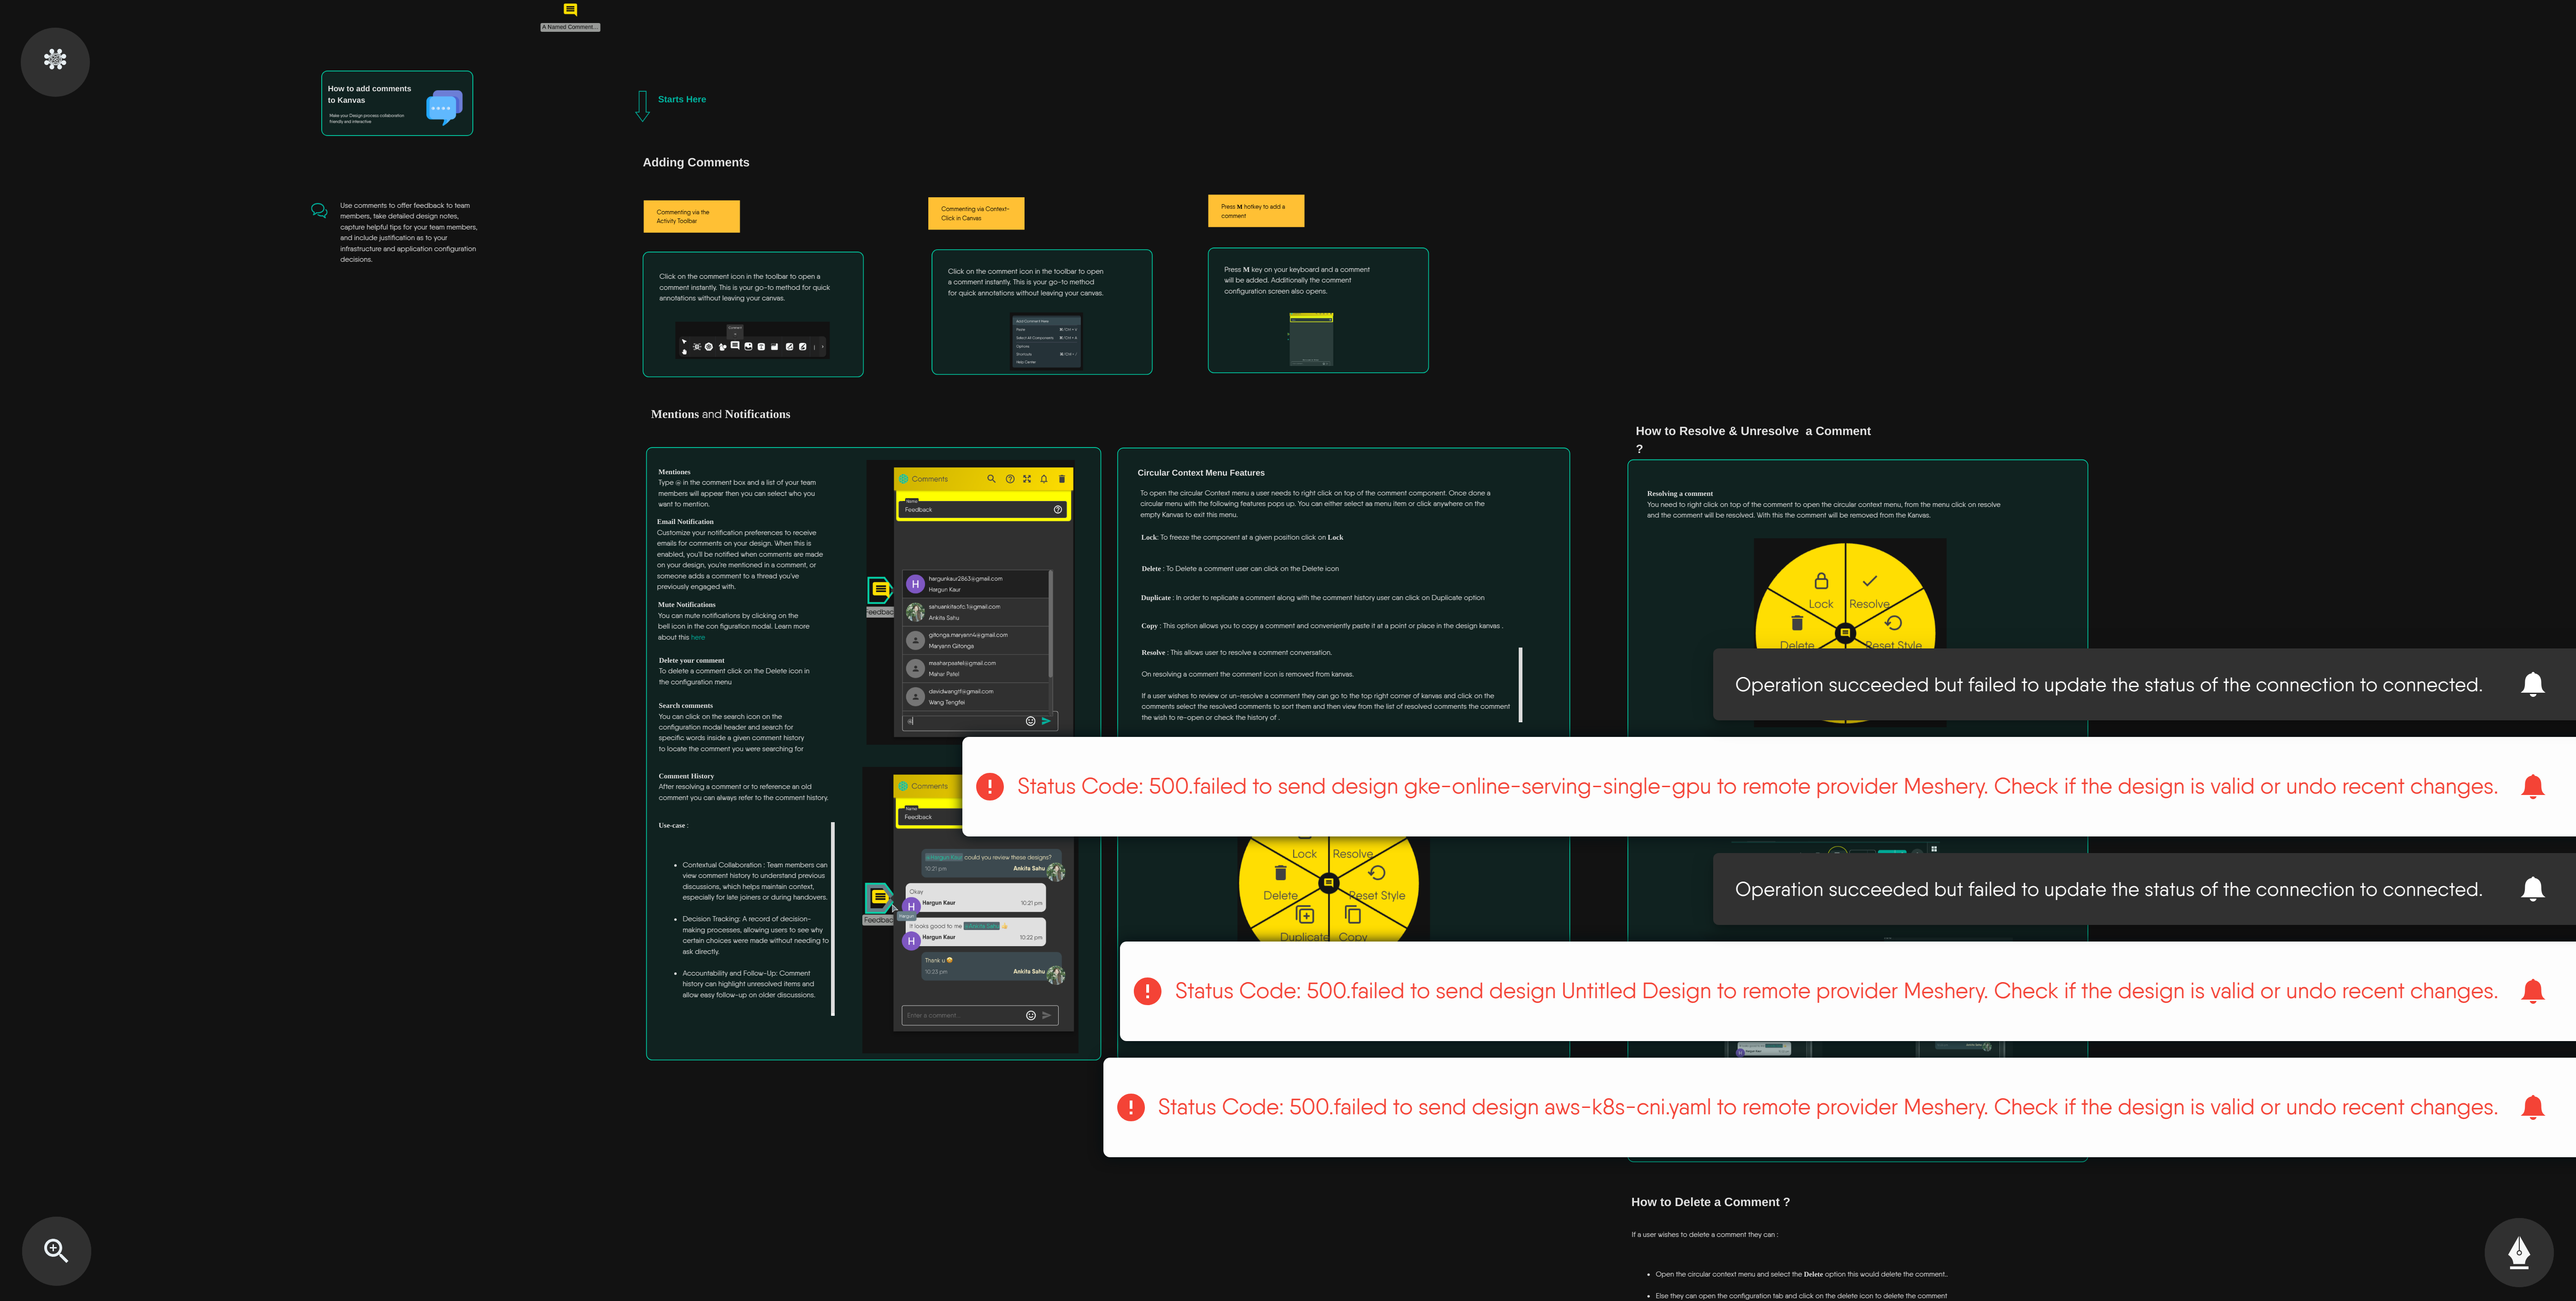 A Named Comment...
How to add comments
to Kanvas
Make your Design process collaboration
friendly and interactive
Use comments to offer feedback to team
members, take detailed design notes,
capture helpful tips for your team members,
and include justification as to your
infrastructure and application configuration
decisions.
Starts Here
Adding Comments
Commenting via the
Activity Toolbar
Click on the comment icon in the toolbar to open a
comment instantly. This is your go-to method for quick
annotations without leaving your canvas.
Comment
Commenting via Context-
Click in Canvas
Click on the comment icon in the toolbar to open
a comment instantly. This is your go-to method
for quick annotations without leaving your canvas.
Add Comment Here
Paste
Select All Components
Options
Shortcuts
Help Center
Press M hotkey to add a
comment
Press M key on your keyboard and a comment
will be added. Additionally the comment
configuration screen also opens.
Mentions and Notifications
Mentiones
Type @ in the comment box and a list of your team
members will appear then you can select who you
want to mention.
Email Notification
Customize your notification preferences to receive
emails for comments on your design. When this is
enabled, you'll be notified when comments are made
on your design, you're mentioned in a comment, or
someone adds a comment to a thread you've
previously engaged with.
Mute Notifications
You can mute notifications by clicking on the
bell icon in the con figuration modal. Learn more
about this here
Delete your comment
To delete a comment click on the Delete icon in
the configuration menu
Search comments
You can click on the search icon on the
configuration modal header and search for
specific words inside a given comment history
to locate the comment you were searching for
Comment History
After resolving a comment or to reference an old
comment you can always refer to the comment history.
Use-case :
• Contextual Collaboration : Team members can
view comment history to understand previous
discussions, which helps maintain context,
especially for late joiners or during handovers.
• Decision Tracking: A record of decision-
making processes, allowing users to see why
certain choices were made without needing to
ask directly.
• Accountability and Follow-Up: Comment
history can highlight unresolved items and
allow easy follow-up on older discussions.
Comments
Name
Feedback
hargunkaur2863@gmail.com
Hargun Kaur
sahuankitaofc.1@gmail.com
Ankita Sahu
gitonga.maryann4@gmail.com
Maryann Gitonga
msaharpaatel@gmail.com
Mahar Patel
davidwangtf@gmail.com
Wang Tengfei
@
Feedbac
Comments
Name
Feedback
@Hargun Kaur could you review these designs?
10:21 pm Ankita Sahu
Okay
Hargun Kaur 10:21 pm
It looks good to me @Ankita Sahu
Hargun Kaur 10:22 pm
Thank u
10:23 pm Ankita Sahu
Enter a comment
Feedbac
Hargun
Circular Context Menu Features
To open the circular Context menu a user needs to right click on top of the comment component. Once done a
circular menu with the following features pops up. You can either select aa menu item or click anywhere on the
empty Kanvas to exit this menu.
Lock: To freeze the component at a given position click on Lock
Delete : To Delete a comment user can click on the Delete icon
Duplicate : In order to replicate a comment along with the comment history user can click on Duplicate option
Copy : This option allows you to copy a comment and conveniently paste it at a point or place in the design kanvas .
Resolve : This allows user to resolve a comment conversation.
On resolving a comment the comment icon is removed from kanvas.
If a user wishes to review or un-resolve a comment they can go to the top right corner of kanvas and click on the
comments select the resolved comments to sort them and then view from the list of resolved comments the comment
the wish to re-open or check the history of .
Lock
Resolve
Delete
Reset Style
Duplicate
Copy
How to Resolve & Unresolve a Comment
?
Resolving a comment
You need to right click on top of the comment to open the circular context menu, from the menu click on resolve
and the comment will be resolved. With this the comment will be removed from the Kanvas.
Lock
Resolve
Delete
Reset Style
Operation succeeded but failed to update the status of the connection to connected.
Status Code: 500.failed to send design gke-online-serving-single-gpu to remote provider Meshery. Check if the design is valid or undo recent changes.
Operation succeeded but failed to update the status of the connection to connected.
Status Code: 500.failed to send design Untitled Design to remote provider Meshery. Check if the design is valid or undo recent changes.
Status Code: 500.failed to send design aws-k8s-cni.yaml to remote provider Meshery. Check if the design is valid or undo recent changes.
How to Delete a Comment ?
If a user wishes to delete a comment they can :
• Open the circular context menu and select the Delete option this would delete the comment..
• Else they can open the configuration tab and click on the delete icon to delete the comment